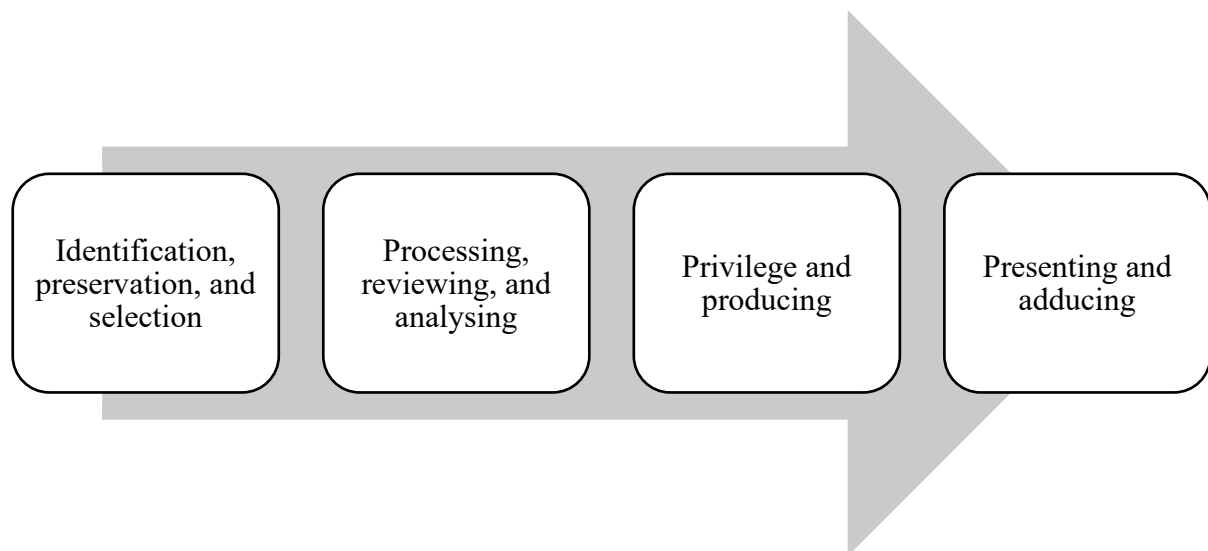 Identification,
preservation, and
selection
Processing,
reviewing, and
analysing
Privilege and
producing
Presenting and
adducing